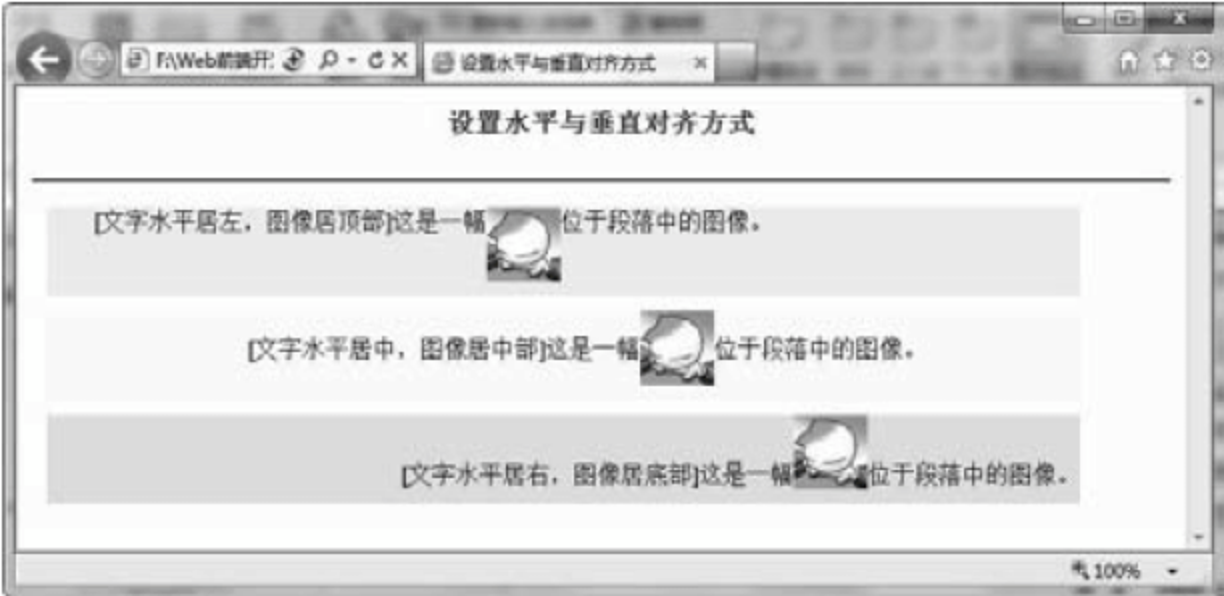 F:\Web前端开
设置水平与垂直对齐方式
设置水平与垂直对齐方式
[文字水平居左，图像居顶部]这是一幅位于段落中的图像。
[文字水平居中，图像居中部]这是一幅位于段落中的图像。
[文字水平居右，图像居底部]这是一幅位于段落中的图像。
100%